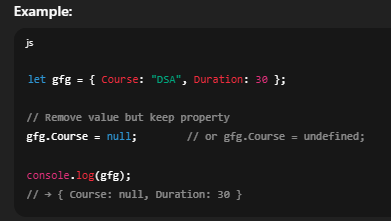 Example:
js
let gfg = { Course: "DSA", Duration: 30 };
// Remove value but keep property
gfg.Course = null;       // or gfg.Course = undefined;
console.log(gfg);
// → { Course: null, Duration: 30 }